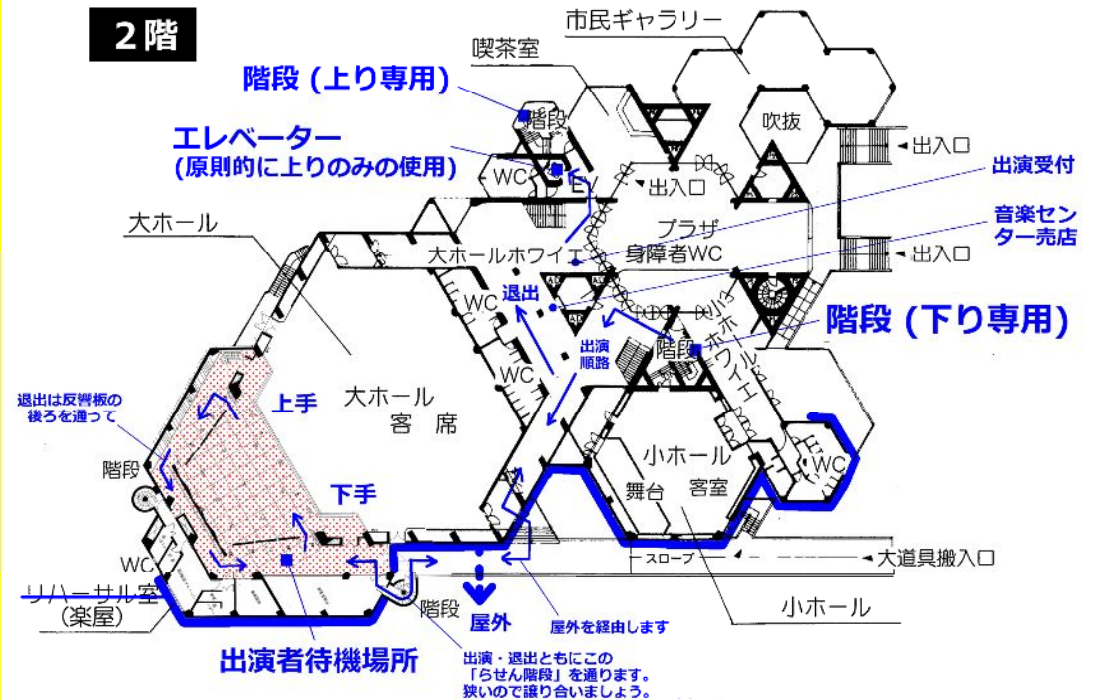 ２階
市民ギャラリー
喫茶室
階段 (上り専用)
階段
吹抜
エレベーター
(原則的に上りのみの使用)
WC
EV
出入口
出入口
出演受付
大ホール
プラザ
音楽セン
ター売店
大ホールホワイエ
身障者WC
出入口
WC
退出
階段 (下り専用)
小ホールホワイエ
出演
順路
階段
WC
退出は反響板の
後ろを通って
上手
大ホール
客 席
小ホール
舞台 客室
WC
階段
下手
WC
スロープ
大道具搬入口
リハーサル室
(楽屋)
階段
小ホール
屋外
屋外を経由します
出演者待機場所
出演・退出ともにこの
「らせん階段」を通ります。
狭いので譲り合いましょう。